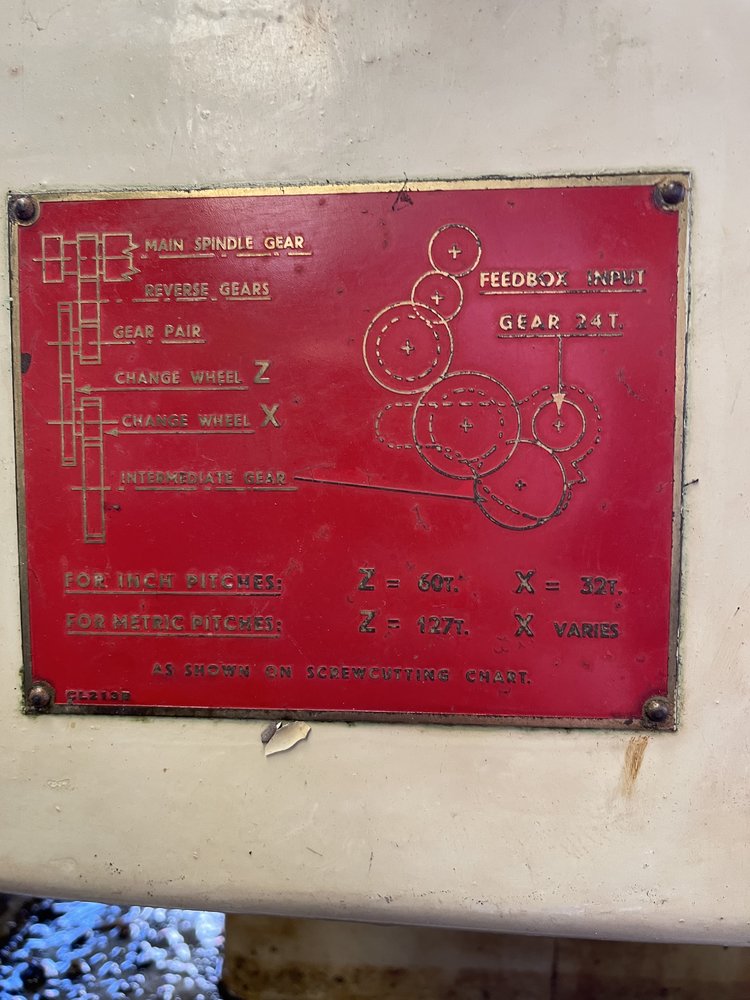 MAIN SPINDLE GEAR
REVERSE GEARS
GEAR PAIR
CHANGE WHEEL Z
CHANGE WHEEL X
INTERMEDIATE GEAR
FEEDBOX INPUT
GEAR 24T.
FOR INCH PITCHES: Z = 60T. X = 32T.
FOR METRIC PITCHES: Z = 127T. X VARIES
AS SHOWN ON SCREWCUTTING CHART.